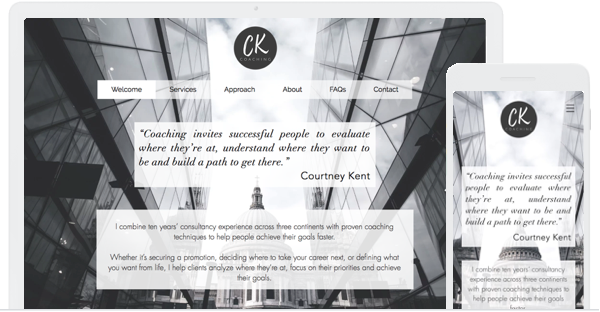 CK
COACHING
Welcome Services Approach About FAQs Contact
“Coaching invites successful people to evaluate
where they’re at, understand where they want to
be and build a path to get there.”
Courtney Kent
I combine ten years’ consultancy experience across three continents with proven coaching
techniques to help people achieve their goals faster.
Whether it’s securing a promotion, deciding where to take your career next, or defining what
you want from life, I help clients analyze where they’re at, focus on their priorities and achieve
their goals.
CK
COACHING
“Coaching invites successful
people to evaluate where
they’re at, understand
where they want to build a
path to get there.”
Courtney Kent
I combine ten years’ consultancy
experience across three continents
with proven coaching techniques to
help people achieve their goals